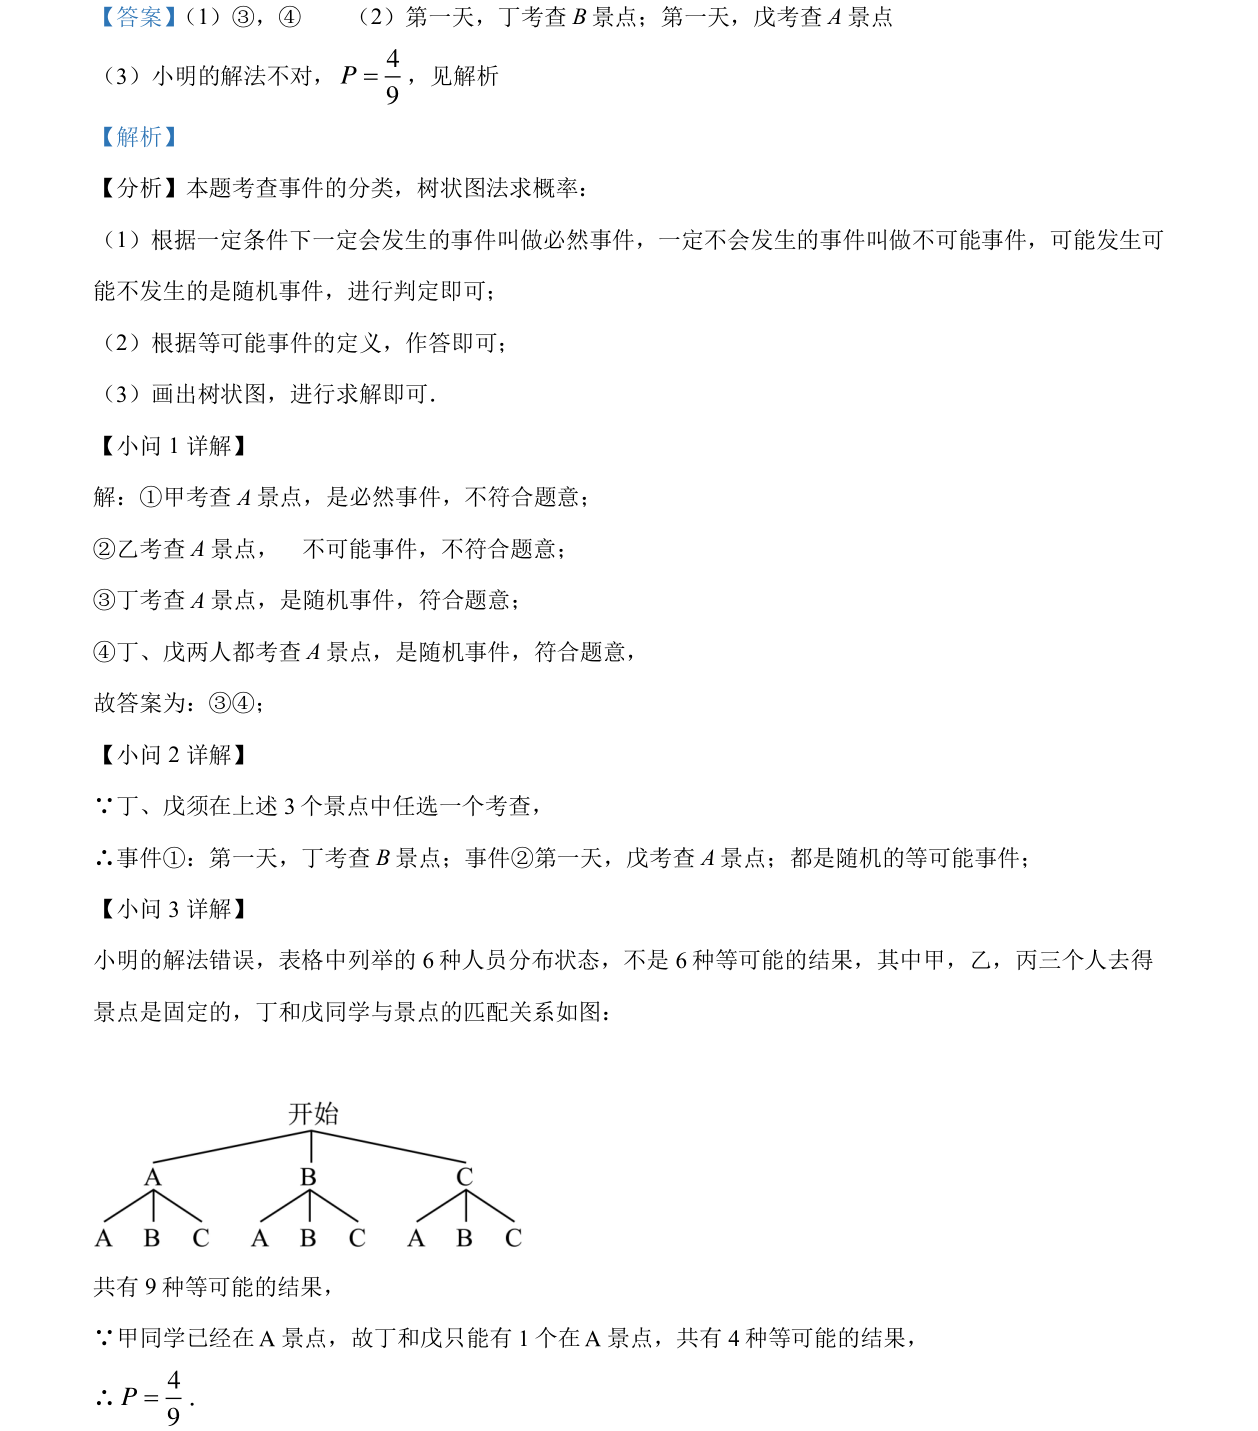 【答案】（1）③，④　　（2）第一天，丁考查 B 景点；第一天，戊考查 A 景点
（3）小明的解法不对， P = 4/9 ，见解析
【解析】
【分析】本题考查事件的分类，树状图法求概率：
（1）根据一定条件下一定会发生的事件叫做必然事件，一定不会发生的事件叫做不可能事件，可能发生可
能不发生的是随机事件，进行判定即可；
（2）根据等可能事件的定义，作答即可；
（3）画出树状图，进行求解即可．
【小问 1 详解】
解：①甲考查 A 景点，是必然事件，不符合题意；
②乙考查 A 景点，　不可能事件，不符合题意；
③丁考查 A 景点，是随机事件，符合题意；
④丁、戊两人都考查 A 景点，是随机事件，符合题意，
故答案为：③④；
【小问 2 详解】
∵丁、戊须在上述 3 个景点中任选一个考查，
∴事件①：第一天，丁考查 B 景点；事件②第一天，戊考查 A 景点；都是随机的等可能事件；
【小问 3 详解】
小明的解法错误，表格中列举的 6 种人员分布状态，不是 6 种等可能的结果，其中甲，乙，丙三个人去得
景点是固定的，丁和戊同学与景点的匹配关系如图：
开始
A B C
A B C A B C A B C
共有 9 种等可能的结果，
∵甲同学已经在 A 景点，故丁和戊只能有 1 个在 A 景点，共有 4 种等可能的结果，
∴ P = 4/9 .